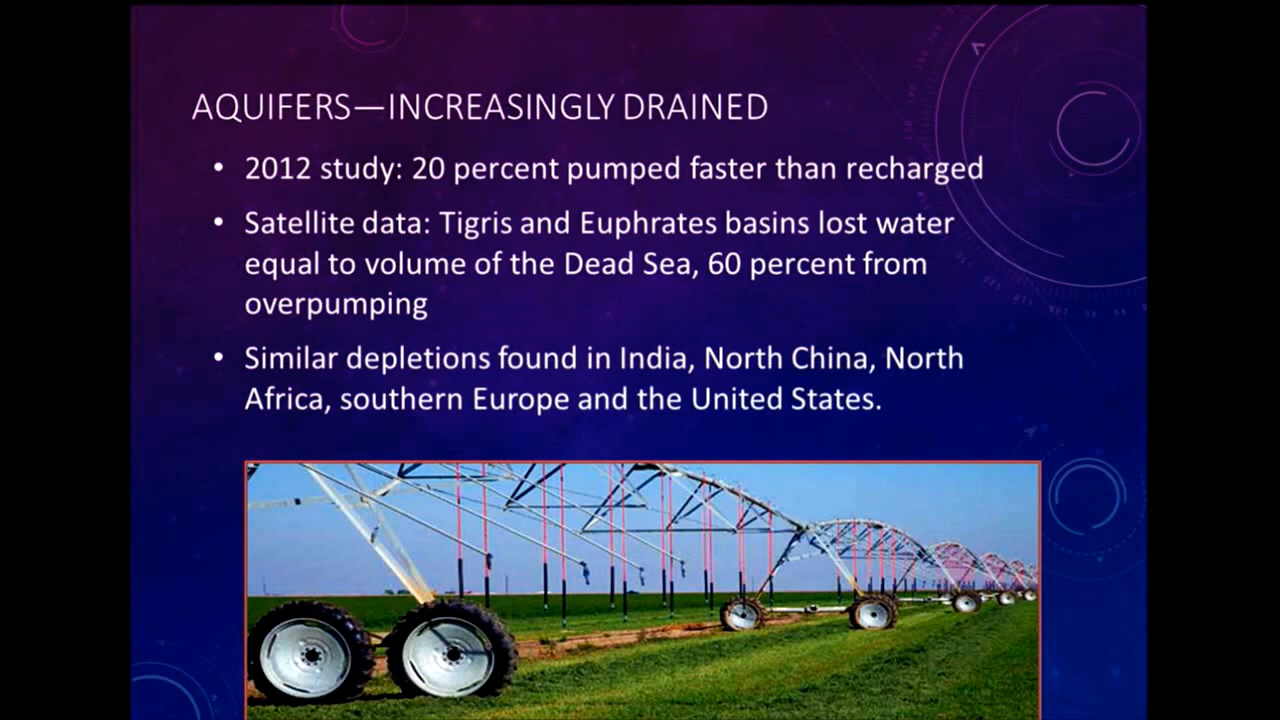 AQUIFERS—INCREASINGLY DRAINED
• 2012 study: 20 percent pumped faster than recharged
• Satellite data: Tigris and Euphrates basins lost water
equal to volume of the Dead Sea, 60 percent from
overpumping
• Similar depletions found in India, North China, North
Africa, southern Europe and the United States.